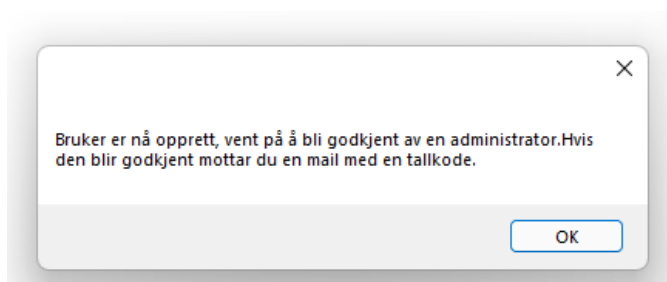 Bruker er nå opprett, vent på å bli godkjent av en administrator.Hvis
den blir godkjent mottar du en mail med en tallkode.
OK